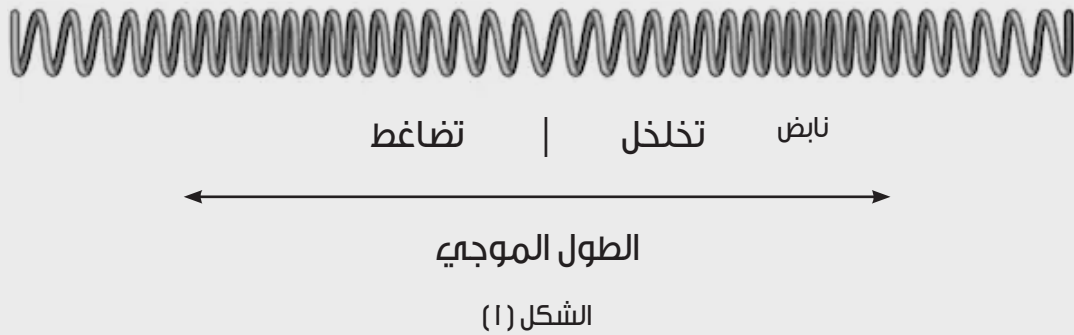 نابض تخلخل | تضاغط
الطول الموجي
الشكل (١)